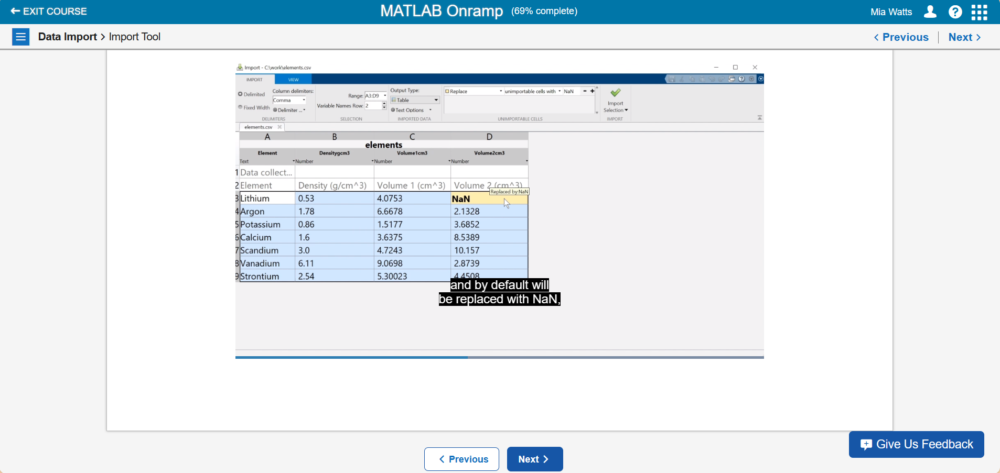 EXIT COURSE
MATLAB Onramp (69% complete)
Mia Watts
Data Import > Import Tool
< Previous | Next >
Import - C:\work\elements.csv
IMPORT VIEW
Delimited
Column delimiters:
Comma
Fixed Width
Delimiter ...
DELIMITERS
Range: A3:D9
Variable Names Row: 2
SELECTION
Output Type:
Table
Text Options
IMPORTED DATA
Replace unimportable cells with NaN
UNIMPORTABLE CELLS
Import
Selection
IMPORT
elements.csv
A B C D
elements
Element Densitygcm3 Volume1cm3 Volume2cm3
Text Number Number Number
1 Data collect...
2 Element Density (g/cm^3) Volume 1 (cm^3) Volume 2 (cm^3)
Replaced by:NaN
3 Lithium 0.53 4.0753 NaN
4 Argon 1.78 6.6678 2.1328
5 Potassium 0.86 1.5177 3.6852
6 Calcium 1.6 3.6375 8.5389
7 Scandium 3.0 4.7243 10.157
8 Vanadium 6.11 9.0698 2.8739
9 Strontium 2.54 5.30023 4.4508
and by default will
be replaced with NaN,
Give Us Feedback
< Previous Next >